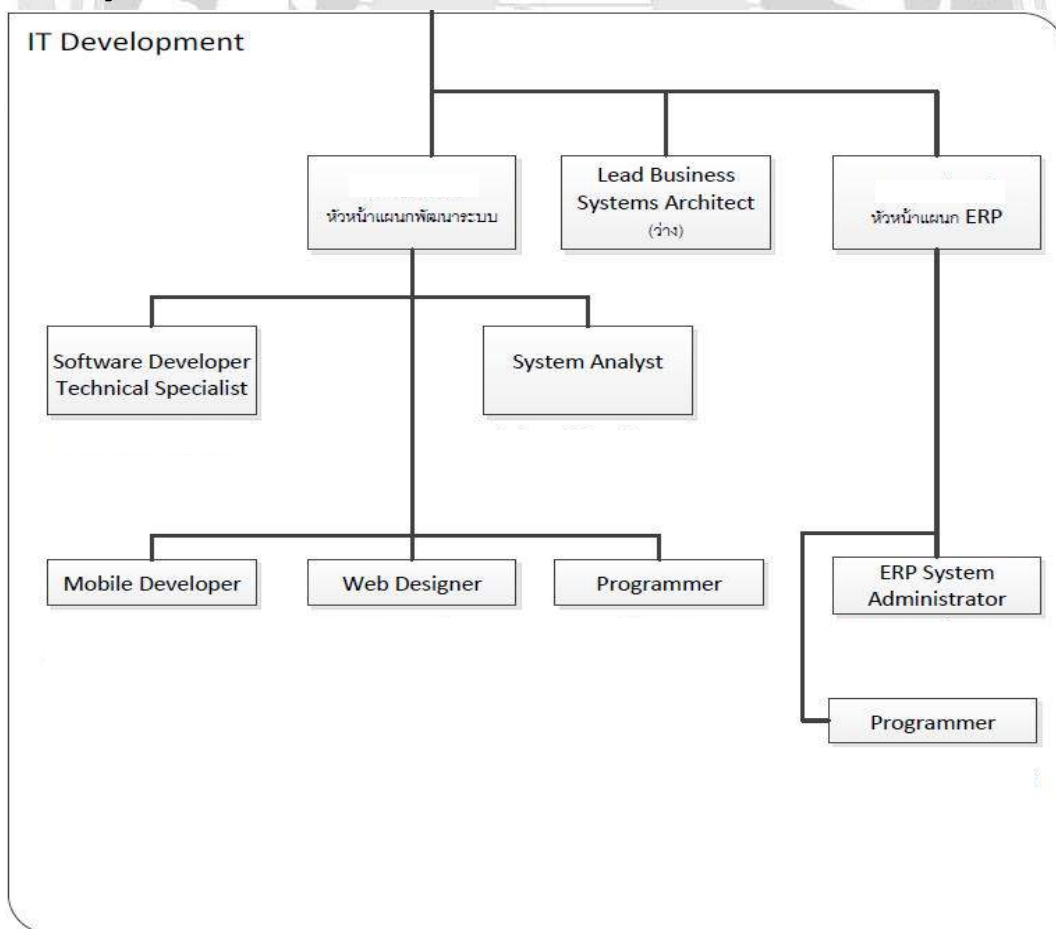 IT Development
หัวหน้าแผนกพัฒนาระบบ
Lead Business
Systems Architect
(ว่าง)
หัวหน้าแผนก ERP
Software Developer
Technical Specialist
System Analyst
Mobile Developer
Web Designer
Programmer
ERP System
Administrator
Programmer